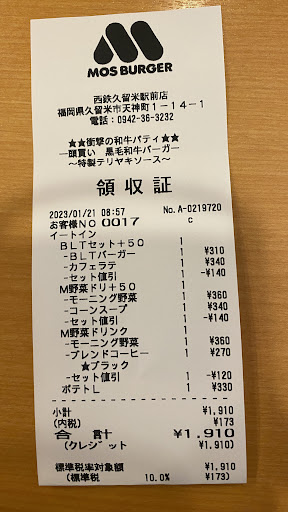 MOS BURGER
西鉄久留米駅前店
福岡県久留米市天神町1-14-1
電話:0942-36-3232
★★衝撃の和牛パティ★★
一頭買い 黒毛和牛バーガー
～特製テリヤキソース～
領収証
2023/01/21 08:57 No.A-0219720
お客様NO 0017 c
イートイン
BLTセット+50 1
-BLTバーガー 1 ¥310
-カフェラテ 1 ¥340
-セット値引 1 -¥140
M野菜ドリ+50 1
-モーニング野菜 1 ¥360
-コーンスープ 1 ¥340
-セット値引 1 -¥140
M野菜ドリンク 1
-モーニング野菜 1 ¥360
-ブレンドコーヒー 1 ¥270
★ブラック
-セット値引 1 -¥120
ポテトL 1 ¥330
小計 ¥1,910
(内税) ¥173
合 計 ¥1,910
(クレジット ¥1,910)
標準税率対象額 ¥1,910
(標準税 10.0% ¥173)